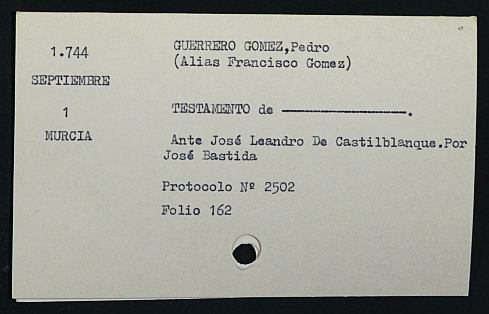 1.744
SEPTIEMBRE
1
MURCIA
GUERRERO GOMEZ,Pedro
(Alias Francisco Gomez)
TESTAMENTO de ——————————.
Ante José Leandro De Castilblanque.Por
José Bastida
Protocolo Nº 2502
Folio 162